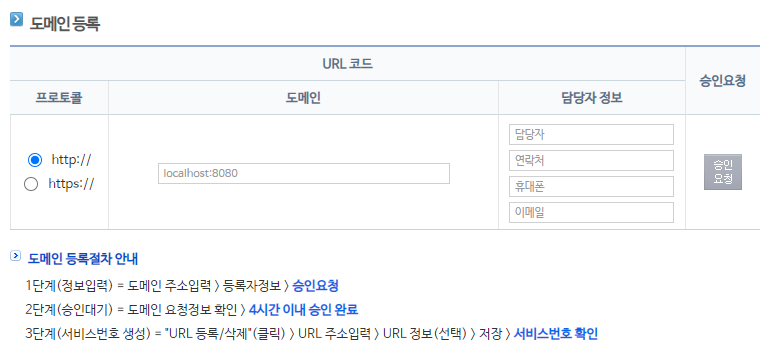 도메인 등록
URL 코드
승인요청
프로토콜 도메인 담당자 정보
http://
https://
localhost:8080
담당자
연락처
휴대폰
이메일
승인
요청
도메인 등록절차 안내
1단계(정보입력) = 도메인 주소입력 > 등록자정보 > 승인요청
2단계(승인대기) = 도메인 요청정보 확인 > 4시간 이내 승인 완료
3단계(서비스번호 생성) = "URL 등록/삭제"(클릭) > URL 주소입력 > URL 정보(선택) > 저장 > 서비스번호 확인